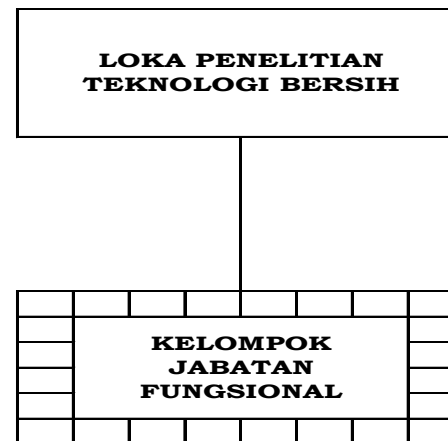 LOKA PENELITIAN
TEKNOLOGI BERSIH
KELOMPOK
JABATAN
FUNGSIONAL